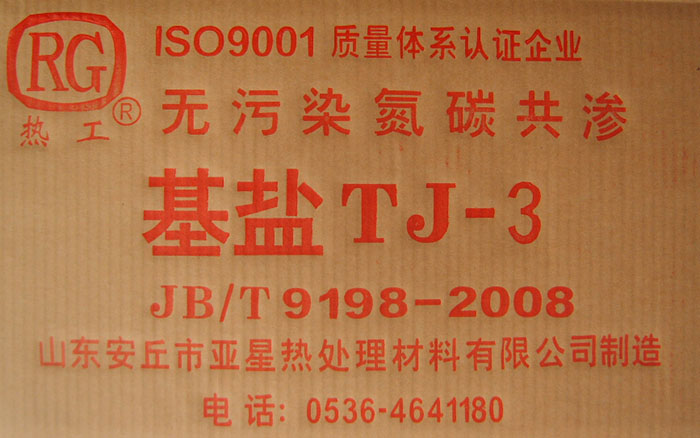 RG
热工®
ISO9001 质量体系认证企业
无污染氮碳共渗
基盐TJ-3
JB/T 9198-2008
山东安丘市亚星热处理材料有限公司制造
电话: 0536-4641180